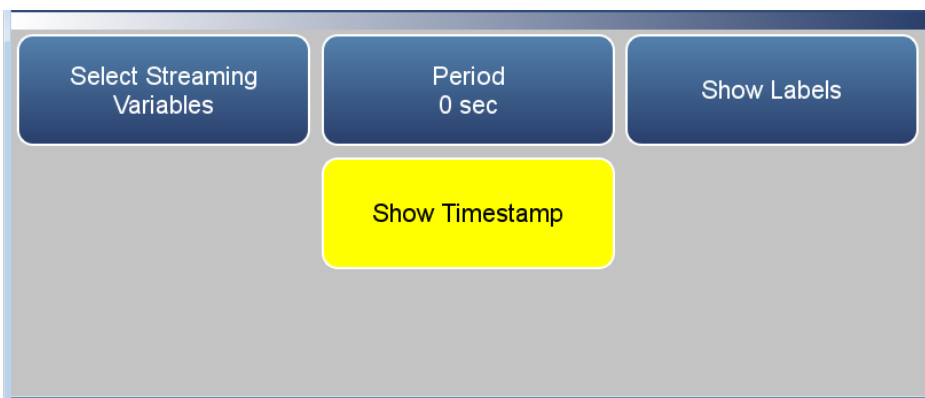 Select Streaming
Variables
Period
0 sec
Show Labels
Show Timestamp